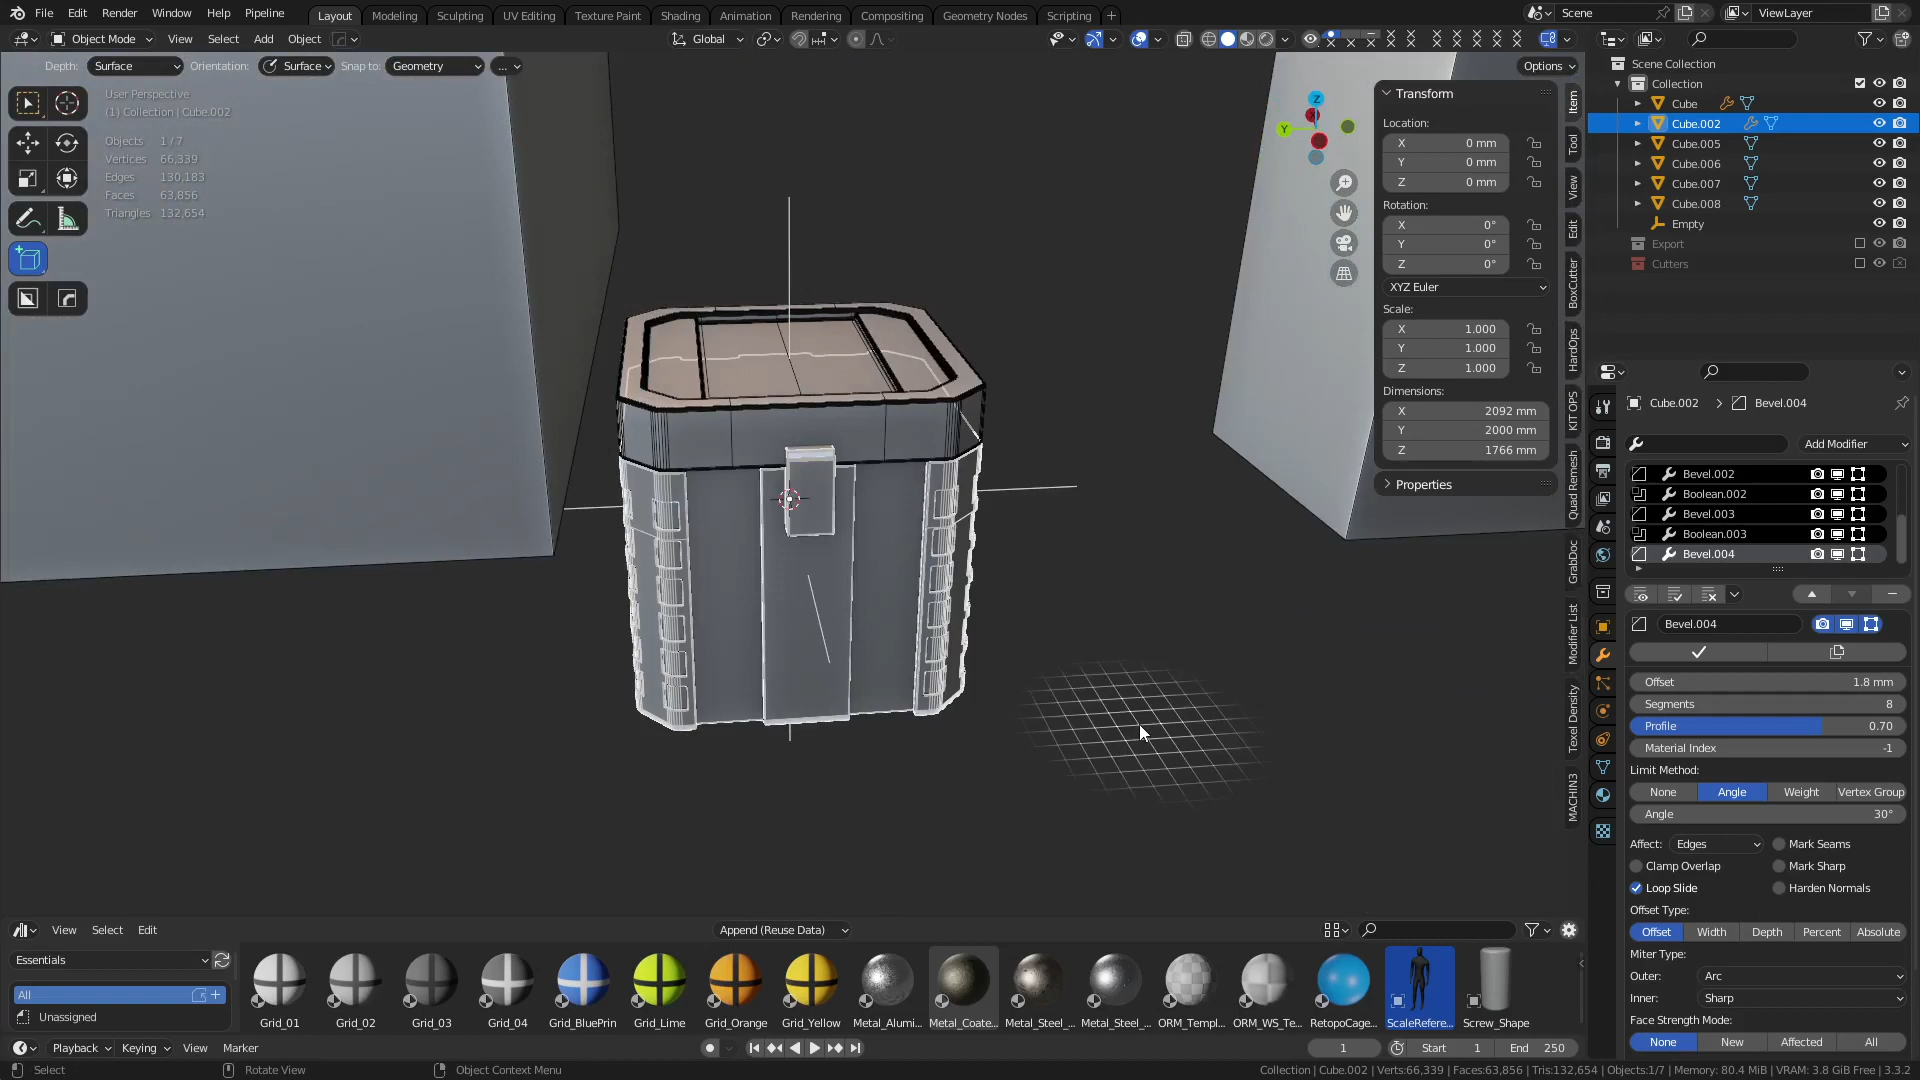 File Edit Render Window Help Pipeline Layout Modeling Sculpting UV Editing Texture Paint Shading Animation Rendering Compositing Geometry Nodes Scripting + Scene ViewLayer
Object Mode View Select Add Object Global
Depth: Surface Orientation: Surface Snap to: Geometry ... Options
User Perspective
(1) Collection | Cube.002
Objects 1 / 7
Vertices 66,339
Edges 130,183
Faces 63,856
Triangles 132,654
Z
X
Y
Transform
Location:
X 0 mm
Y 0 mm
Z 0 mm
Rotation:
X 0°
Y 0°
Z 0°
XYZ Euler
Scale:
X 1.000
Y 1.000
Z 1.000
Dimensions:
X 2092 mm
Y 2000 mm
Z 1766 mm
Properties
Item
Tool
View
Edit
BoxCutter
HardOps
KIT OPS
Quad Remesh
GrabDoc
Modifier List
Texel Density
MACHIN3
Scene Collection
Collection
Cube
Cube.002
Cube.005
Cube.006
Cube.007
Cube.008
Empty
Export
Cutters
Cube.002 > Bevel.004
Add Modifier
Bevel.002
Boolean.002
Bevel.003
Boolean.003
Bevel.004
Bevel.004
Offset 1.8 mm
Segments 8
Profile 0.70
Material Index -1
Limit Method:
None Angle Weight Vertex Group
Angle 30°
Affect: Edges Mark Seams
Clamp Overlap Mark Sharp
Loop Slide Harden Normals
Offset Type:
Offset Width Depth Percent Absolute
Miter Type:
Outer: Arc
Inner: Sharp
Face Strength Mode:
None New Affected All
View Select Edit Append (Reuse Data)
Essentials
All
Unassigned
Grid_01 Grid_02 Grid_03 Grid_04 Grid_BluePrin Grid_Lime Grid_Orange Grid_Yellow Metal_Alumi... Metal_Coate... Metal_Steel_... Metal_Steel_... ORM_Templ... ORM_WS_Te... RetopoCage... ScaleRefere... Screw_Shape
Playback Keying View Marker 1 Start 1 End 250
Select Rotate View Object Context Menu Collection | Cube.002 | Verts:66,339 | Faces:63,856 | Tris:132,654 | Objects:1/7 | Memory: 80.4 MiB | VRAM: 3.8 GiB Free | 3.3.2